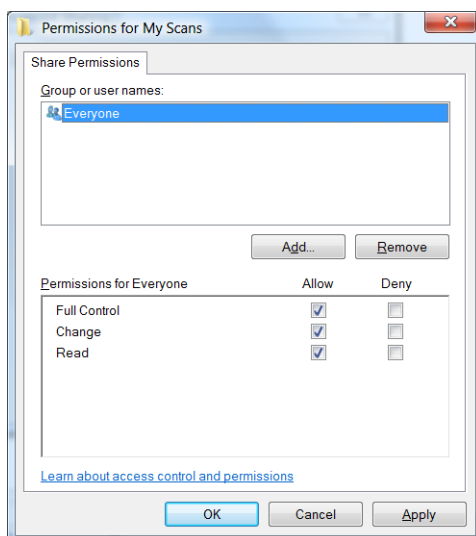 Permissions for My Scans
Share Permissions
Group or user names:
Everyone
Add... Remove
Permissions for Everyone Allow Deny
Full Control
Change
Read
Learn about access control and permissions
OK Cancel Apply